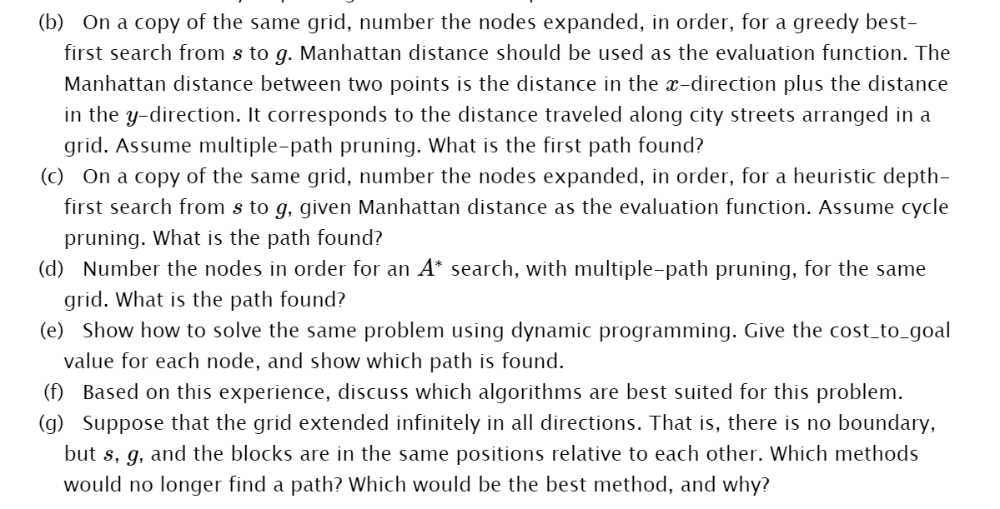 (b) On a copy of the same grid, number the nodes expanded, in order, for a greedy best–
first search from s to g. Manhattan distance should be used as the evaluation function. The
Manhattan distance between two points is the distance in the x–direction plus the distance
in the y–direction. It corresponds to the distance traveled along city streets arranged in a
grid. Assume multiple–path pruning. What is the first path found?
(c) On a copy of the same grid, number the nodes expanded, in order, for a heuristic depth–
first search from s to g, given Manhattan distance as the evaluation function. Assume cycle
pruning. What is the path found?
(d) Number the nodes in order for an A* search, with multiple–path pruning, for the same
grid. What is the path found?
(e) Show how to solve the same problem using dynamic programming. Give the cost_to_goal
value for each node, and show which path is found.
(f) Based on this experience, discuss which algorithms are best suited for this problem.
(g) Suppose that the grid extended infinitely in all directions. That is, there is no boundary,
but s, g, and the blocks are in the same positions relative to each other. Which methods
would no longer find a path? Which would be the best method, and why?